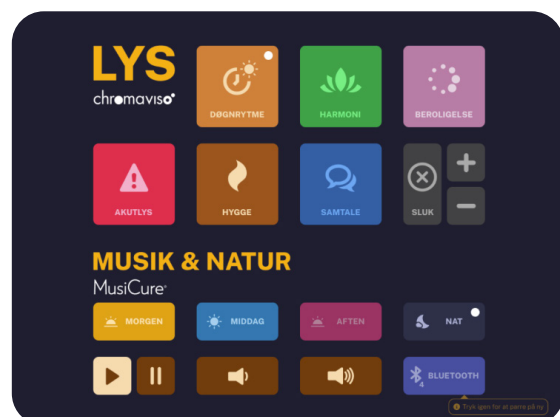 LYS
chromaviso
DØGNRYTME
HARMONI
BEROLIGELSE
AKUTLYS
HYGGE
SAMTALE
SLUK
MUSIK & NATUR
MusiCure®
MORGEN
MIDDAG
AFTEN
NAT
BLUETOOTH
4
Tryk igen for at parre på ny